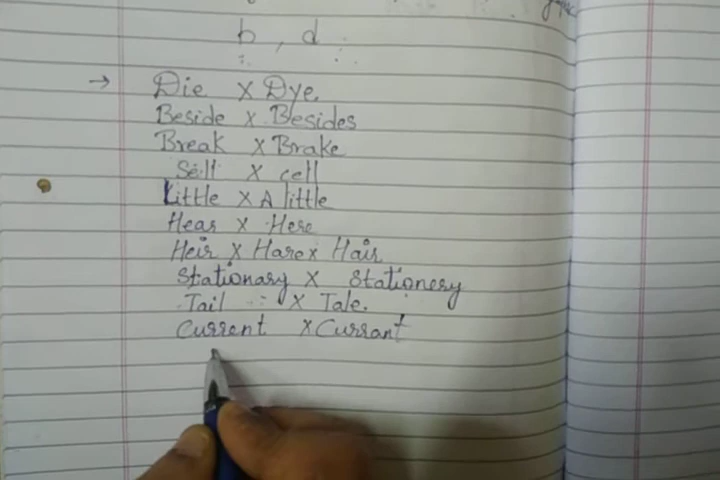 b , d
→ Die X Dye.
Beside X Besides
Break X Brake
Sell X cell
Little X A little
Hear X Here
Heir X Hare x Hair
Stationary X Stationery
Tail X Tale.
Current X Currant